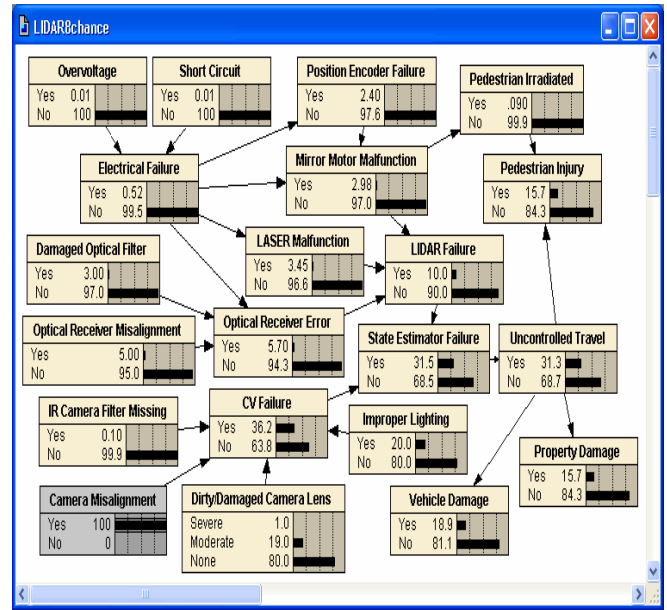 LIDAR8chance
Overvoltage
Yes 0.01
No 100
Short Circuit
Yes 0.01
No 100
Position Encoder Failure
Yes 2.40
No 97.6
Pedestrian Irradiated
Yes .090
No 99.9
Electrical Failure
Yes 0.52
No 99.5
Mirror Motor Malfunction
Yes 2.98
No 97.0
Pedestrian Injury
Yes 15.7
No 84.3
Damaged Optical Filter
Yes 3.00
No 97.0
LASER Malfunction
Yes 3.45
No 96.6
LIDAR Failure
Yes 10.0
No 90.0
Optical Receiver Misalignment
Yes 5.00
No 95.0
Optical Receiver Error
Yes 5.70
No 94.3
State Estimator Failure
Yes 31.5
No 68.5
Uncontrolled Travel
Yes 31.3
No 68.7
IR Camera Filter Missing
Yes 0.10
No 99.9
CV Failure
Yes 36.2
No 63.8
Improper Lighting
Yes 20.0
No 80.0
Property Damage
Yes 15.7
No 84.3
Camera Misalignment
Yes 100
No 0
Dirty/Damaged Camera Lens
Severe 1.0
Moderate 19.0
None 80.0
Vehicle Damage
Yes 18.9
No 81.1